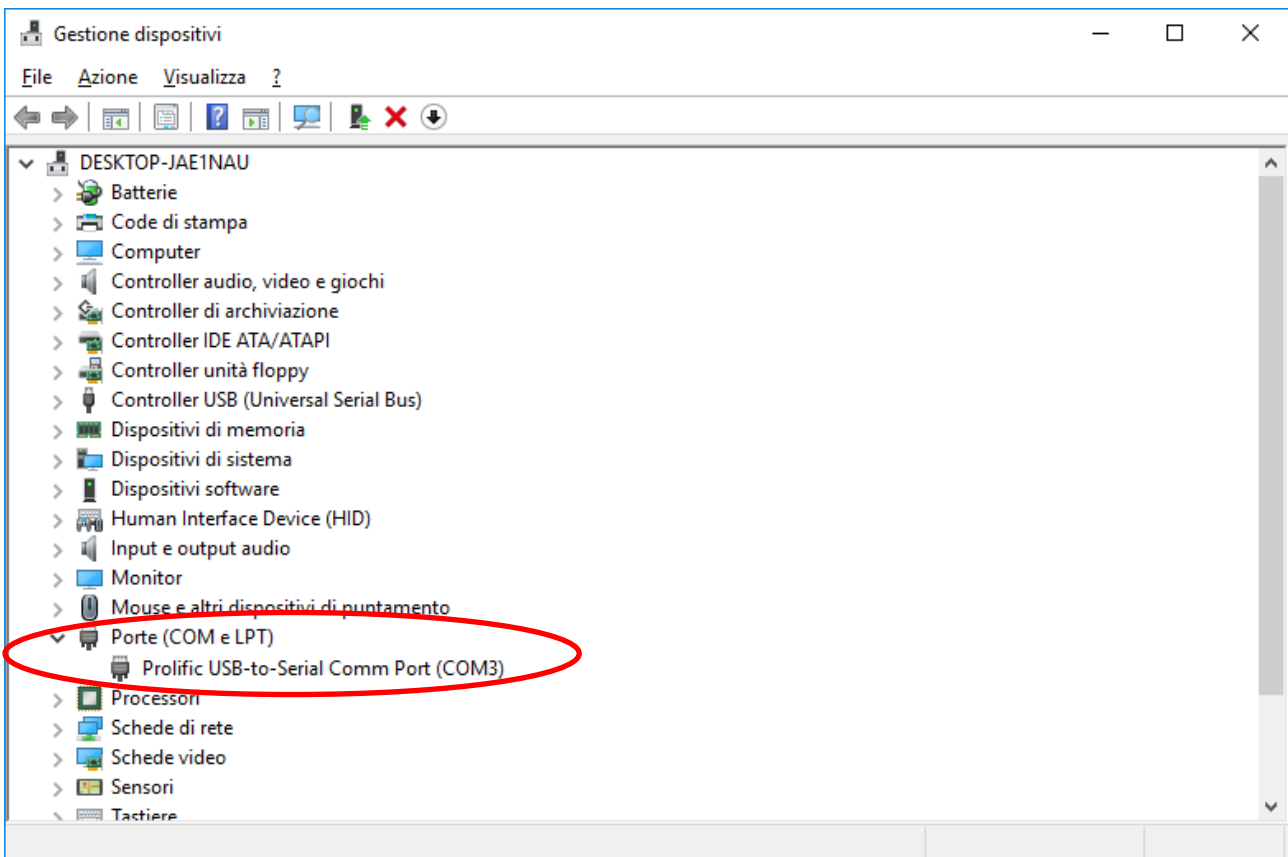 Gestione dispositivi
File Azione Visualizza ?
DESKTOP-JAE1NAU
Batterie
Code di stampa
Computer
Controller audio, video e giochi
Controller di archiviazione
Controller IDE ATA/ATAPI
Controller unità floppy
Controller USB (Universal Serial Bus)
Dispositivi di memoria
Dispositivi di sistema
Dispositivi software
Human Interface Device (HID)
Input e output audio
Monitor
Mouse e altri dispositivi di puntamento
Porte (COM e LPT)
Prolific USB-to-Serial Comm Port (COM3)
Processori
Schede di rete
Schede video
Sensori
Tastiere